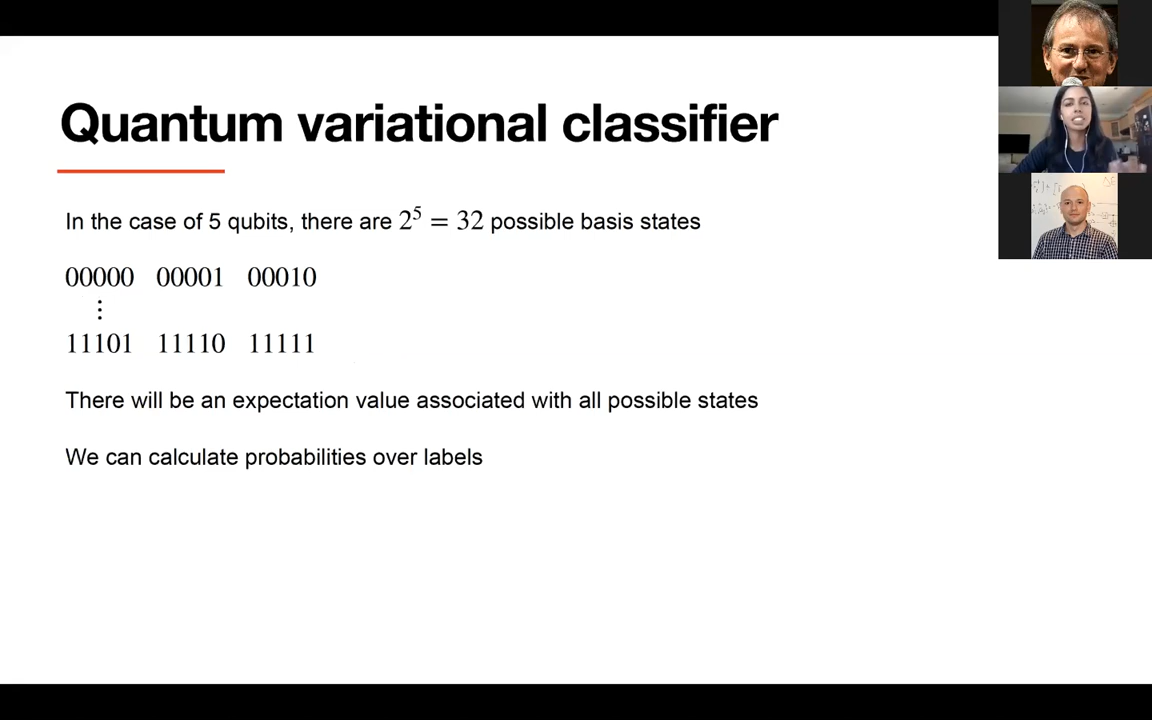 Quantum variational classifier
In the case of 5 qubits, there are 2⁵ = 32 possible basis states
00000 00001 00010
⋮
11101 11110 11111
There will be an expectation value associated with all possible states
We can calculate probabilities over labels